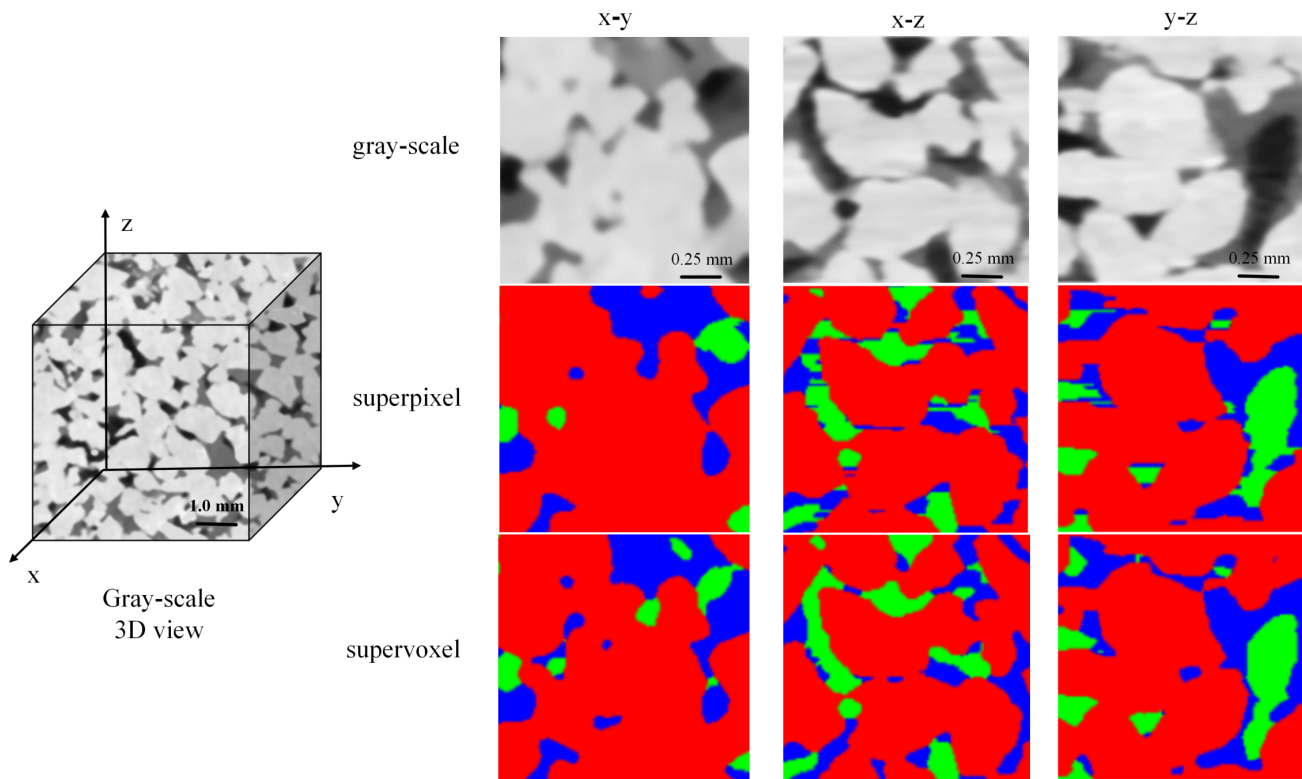 x-y
x-z
y-z
gray-scale
0.25 mm
0.25 mm
0.25 mm
z
superpixel
1.0 mm
y
x
Gray-scale
3D view
supervoxel